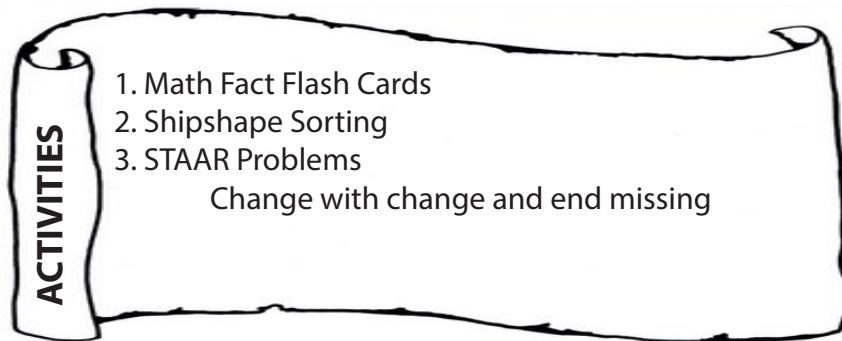 ACTIVITIES
1. Math Fact Flash Cards
2. Shipshape Sorting
3. STAAR Problems
Change with change and end missing